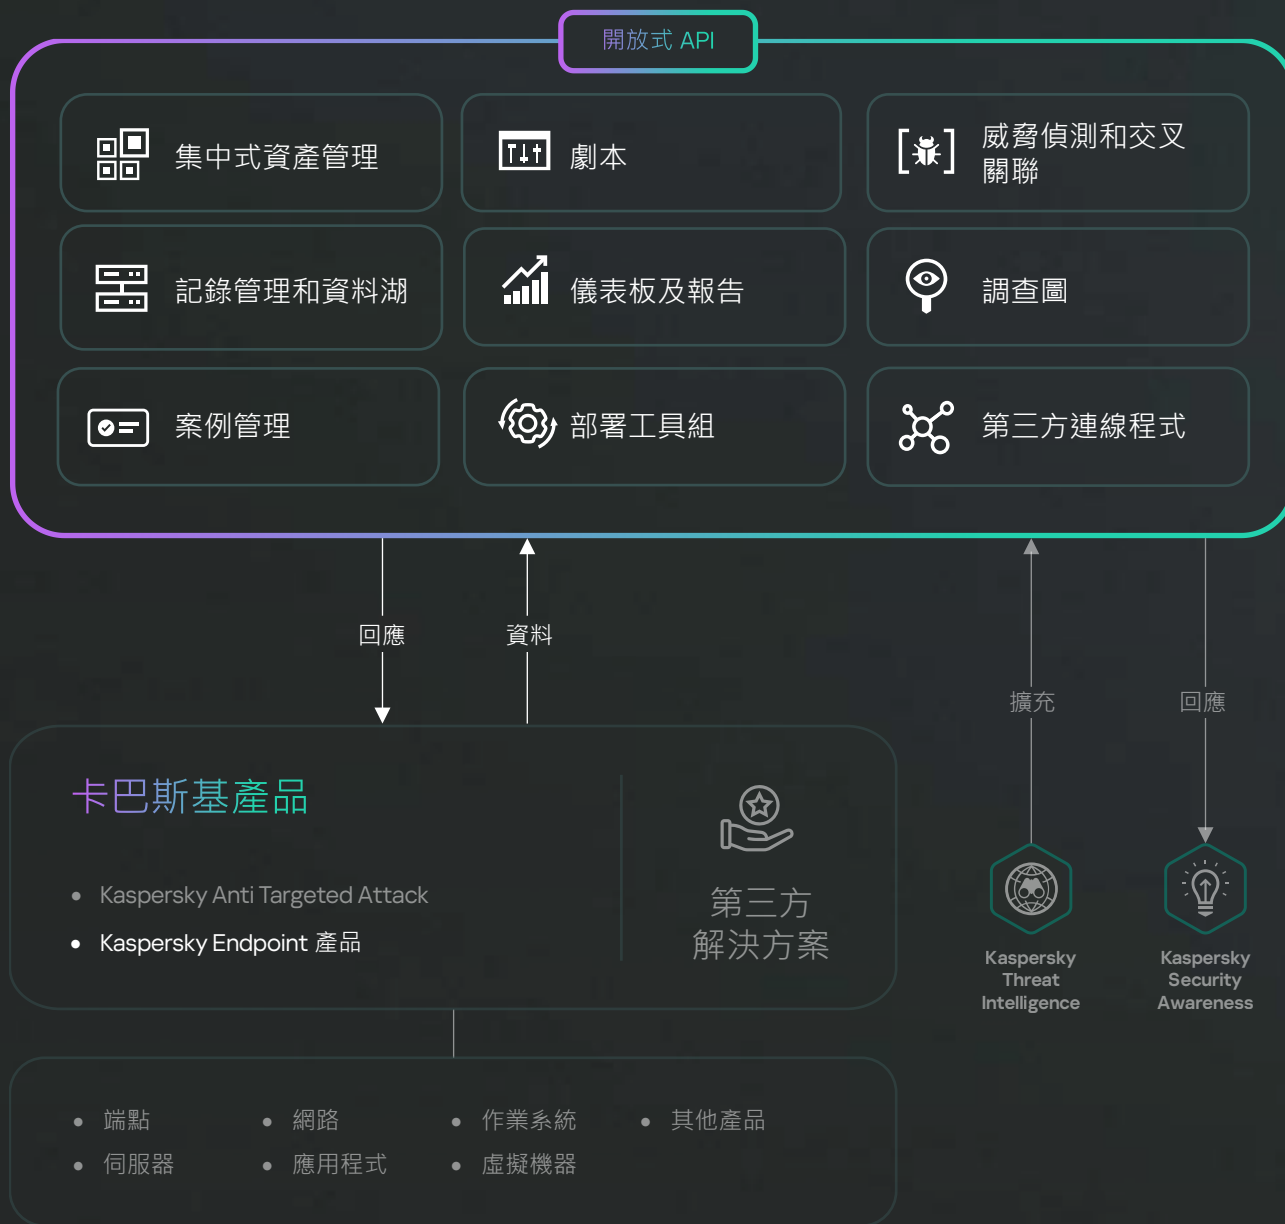 開放式 API
集中式資產管理
劇本
威脅偵測和交叉
關聯
記錄管理和資料湖
儀表板及報告
調查圖
案例管理
部署工具組
第三方連線程式
回應
資料
擴充
回應
卡巴斯基產品
• Kaspersky Anti Targeted Attack
• Kaspersky Endpoint 產品
第三方
解決方案
Kaspersky
Threat
Intelligence
Kaspersky
Security
Awareness
• 端點
• 網路
• 作業系統
• 其他產品
• 伺服器
• 應用程式
• 虛擬機器